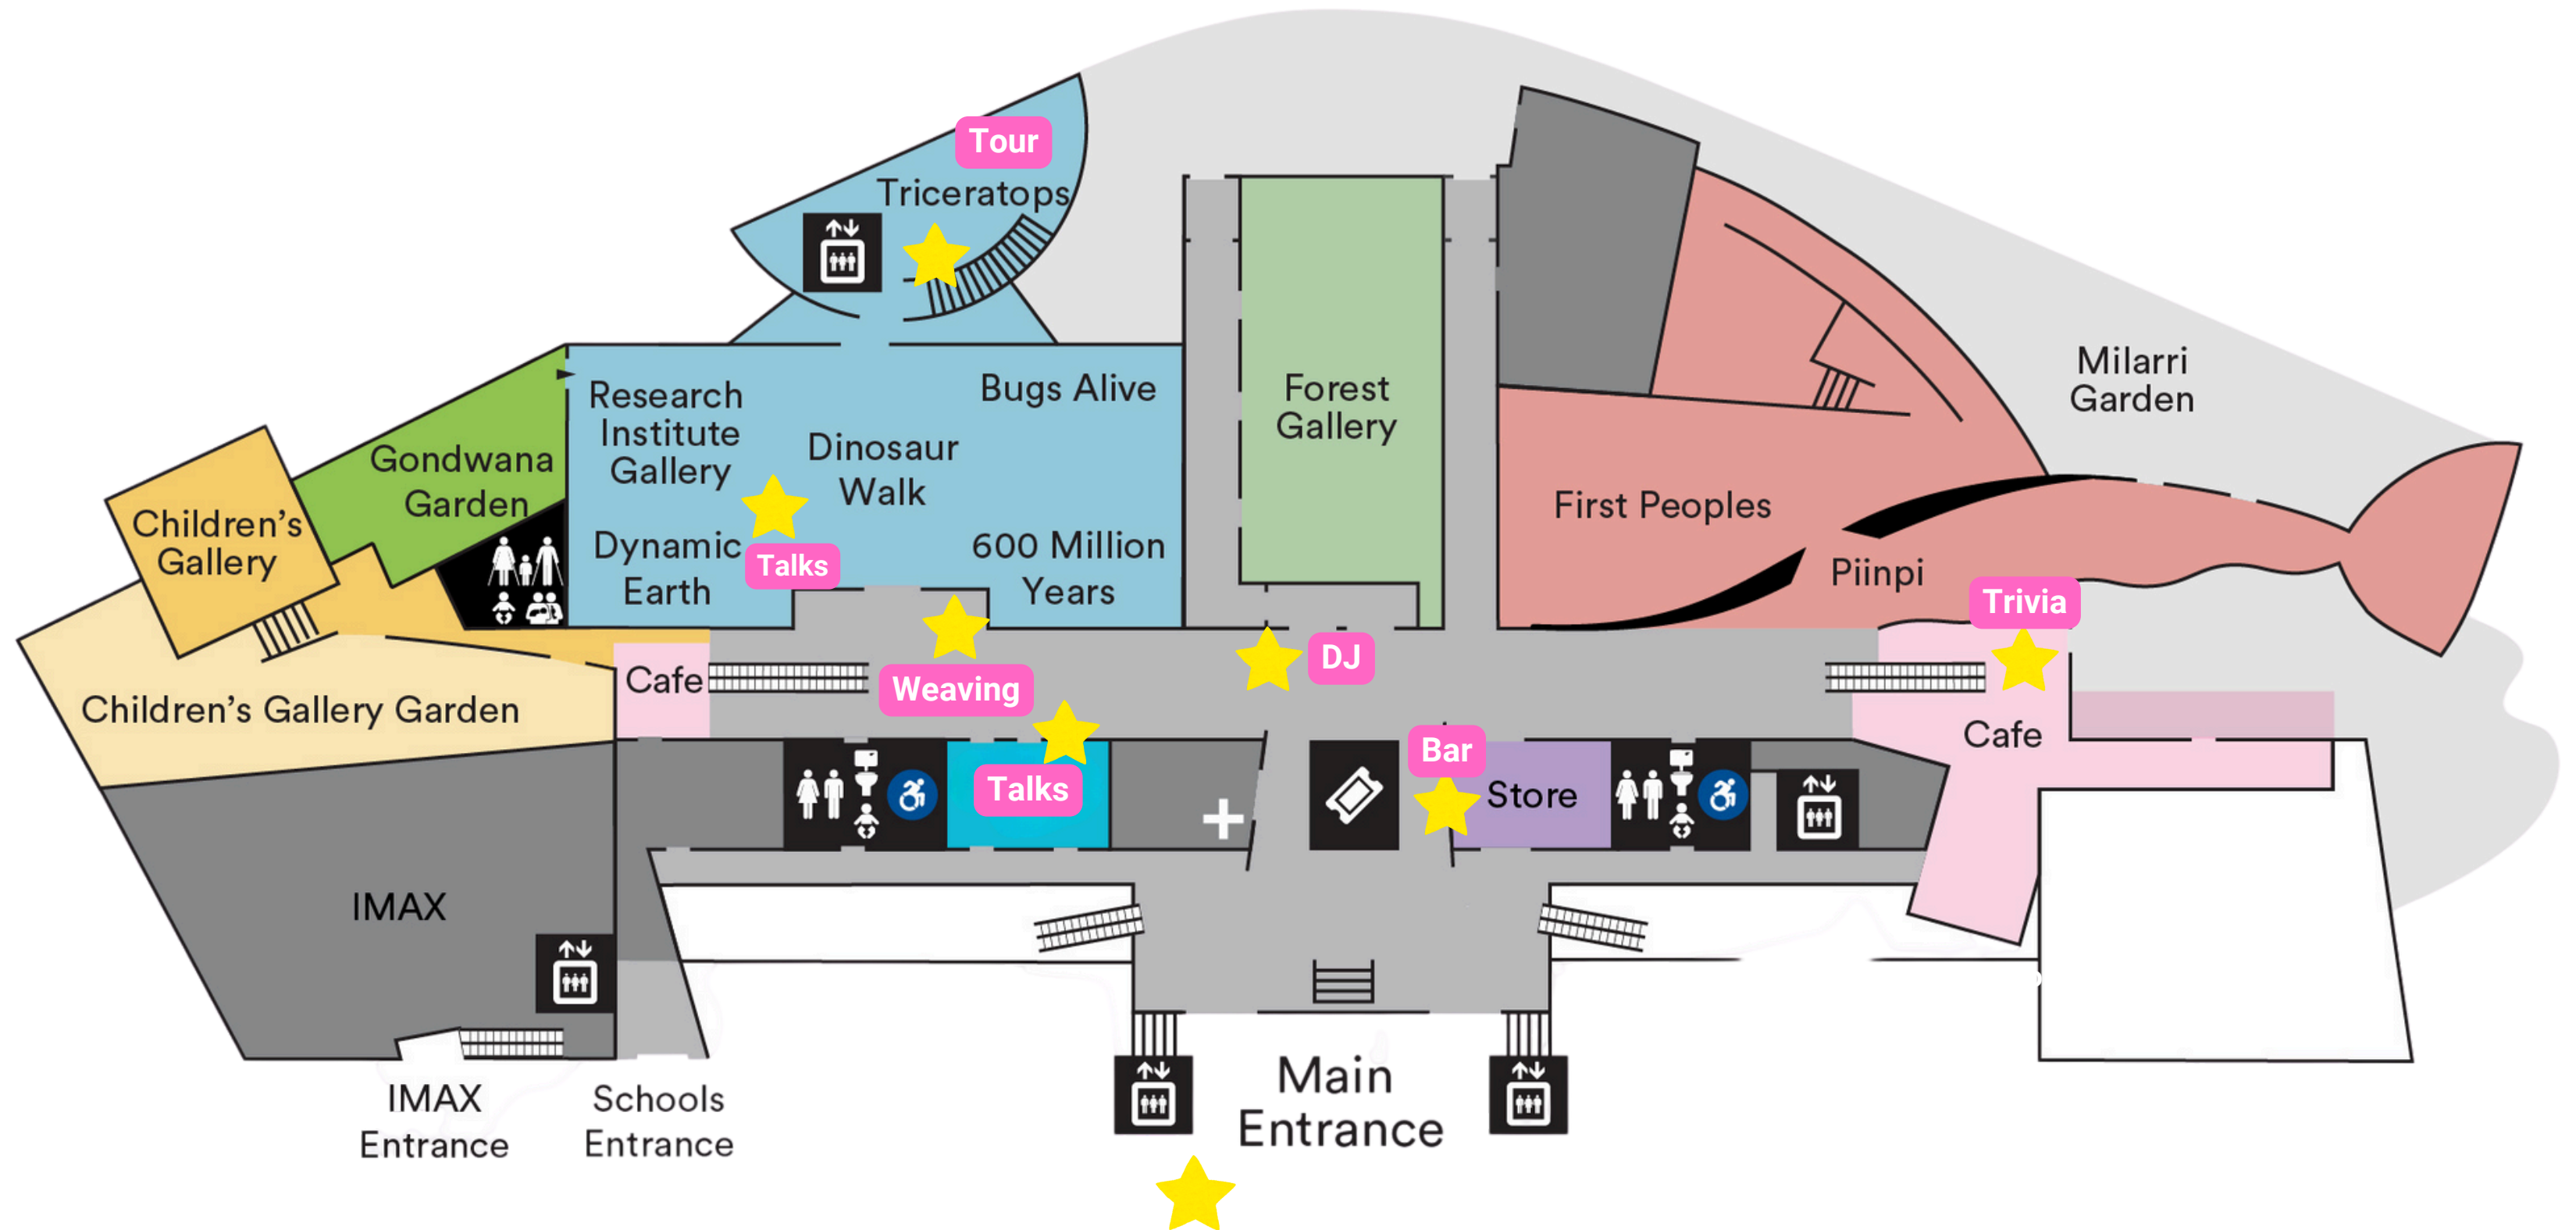 Tour
Triceratops
Research
Institute
Gallery
Bugs Alive
Dinosaur
Walk
Talks
Dynamic
Earth
600 Million
Years
Gondwana
Garden
Children's
Gallery
Children's Gallery Garden
Cafe
Weaving
Talks
Forest
Gallery
DJ
Bar
Store
First Peoples
Piinpi
Milarri
Garden
Trivia
Cafe
IMAX
IMAX
Entrance
Schools
Entrance
Main
Entrance